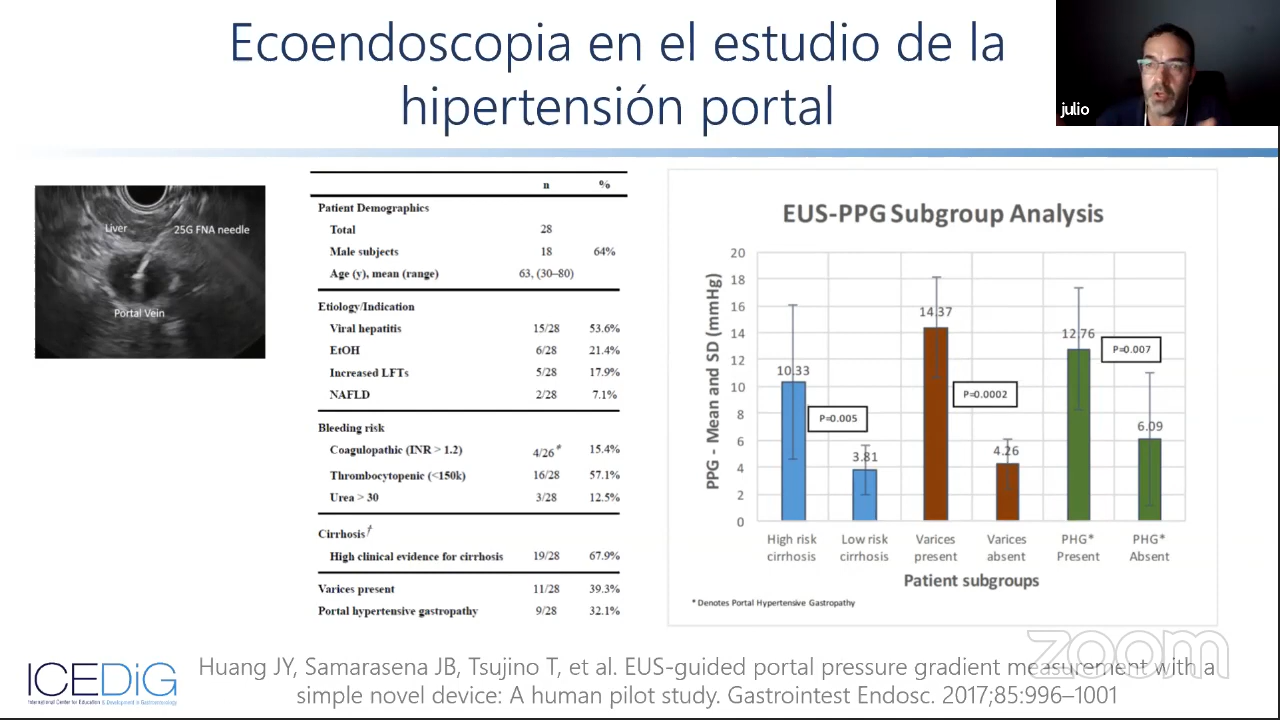 Ecoendoscopia en el estudio de la
hipertensión portal
julio
Liver
25G FNA needle
Portal Vein
n %
Patient Demographics
Total 28
Male subjects 18 64%
Age (y), mean (range) 63, (30–80)
Etiology/Indication
Viral hepatitis 15/28 53.6%
EtOH 6/28 21.4%
Increased LFTs 5/28 17.9%
NAFLD 2/28 7.1%
Bleeding risk
Coagulopathic (INR > 1.2) 4/26* 15.4%
Thrombocytopenic (<150k) 16/28 57.1%
Urea > 30 3/28 12.5%
Cirrhosis†
High clinical evidence for cirrhosis 19/28 67.9%
Varices present 11/28 39.3%
Portal hypertensive gastropathy 9/28 32.1%
EUS-PPG Subgroup Analysis
PPG - Mean and SD (mmHg)
20
18
16
14
12
10
8
6
4
2
0
10.33
P=0.005
3.81
14.37
P=0.0002
4.26
12.76
P=0.007
6.09
High risk cirrhosis
Low risk cirrhosis
Varices present
Varices absent
PHG* Present
PHG* Absent
Patient subgroups
* Denotes Portal Hypertensive Gastropathy
zoom
ICEDiG
International Center for Education & Development in Gastroenterology
Huang JY, Samarasena JB, Tsujino T, et al. EUS-guided portal pressure gradient measurement with a
simple novel device: A human pilot study. Gastrointest Endosc. 2017;85:996–1001